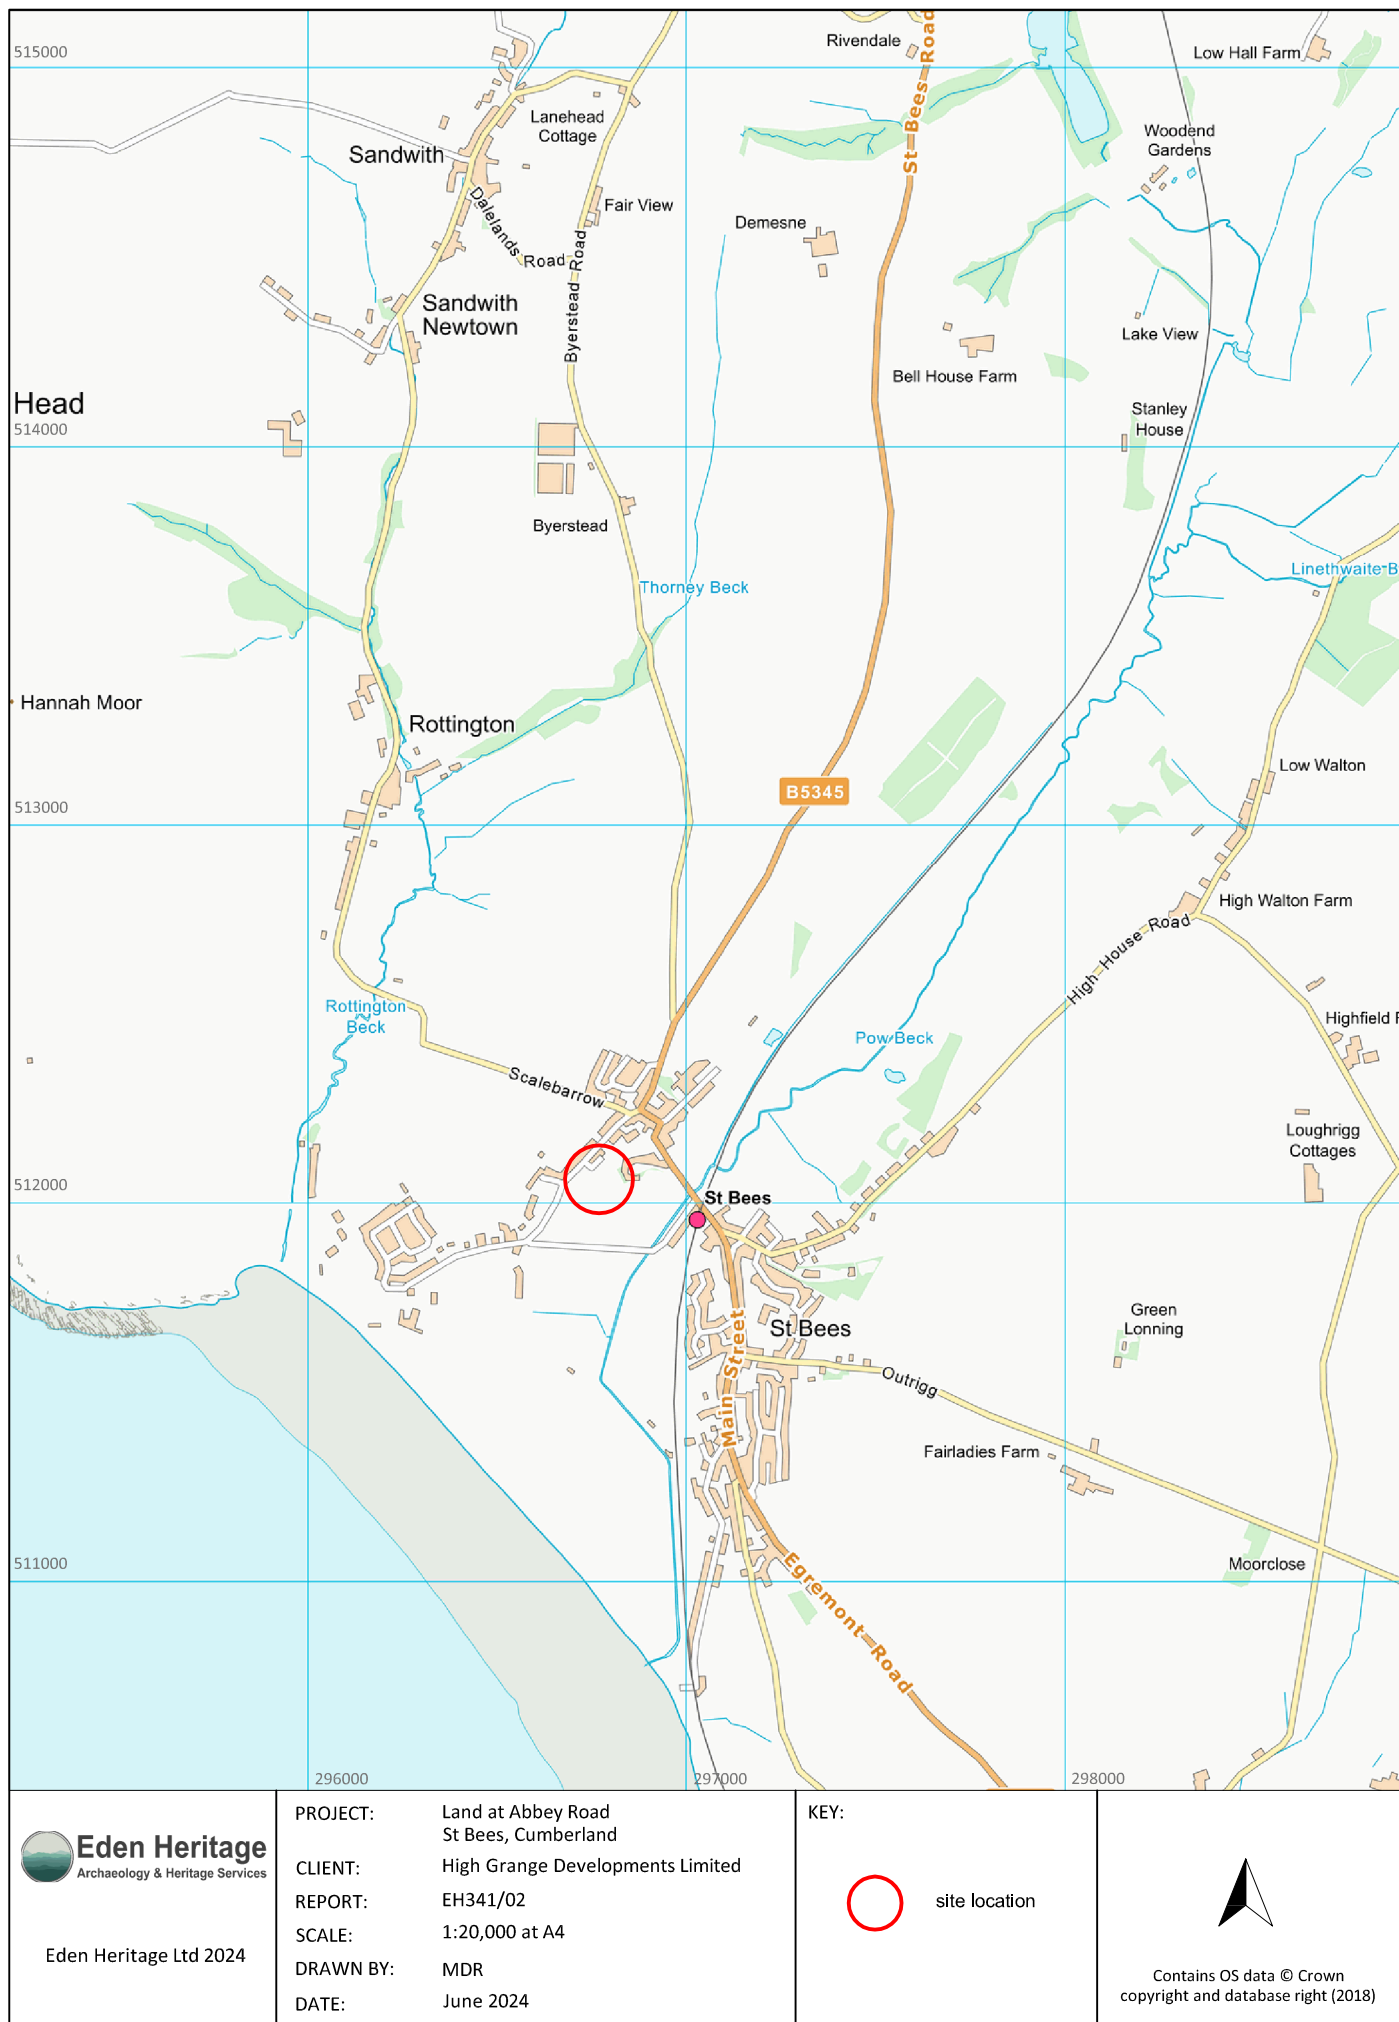 515000
Rivendale
St Bees Road
Low Hall Farm
Lanehead
Cottage
Woodend
Gardens
Sandwith
Dalelands Road
Fair View
Demesne
Byerstead Road
Sandwith
Newtown
Lake View
Bell House Farm
Head
514000
Stanley
House
Byerstead
Linethwaite B
Thorney Beck
Hannah Moor
Rottington
Low Walton
B5345
513000
High Walton Farm
High House Road
Rottington
Beck
Highfield F
Pow Beck
Scalebarrow
Loughrigg
Cottages
512000
St Bees
Green
Lonning
St Bees
Main Street
Outrigg
Fairladies Farm
511000
Moorclose
Egremont Road
296000
297000
298000
Eden Heritage
Archaeology & Heritage Services
Eden Heritage Ltd 2024
PROJECT: Land at Abbey Road
St Bees, Cumberland
CLIENT: High Grange Developments Limited
REPORT: EH341/02
SCALE: 1:20,000 at A4
DRAWN BY: MDR
DATE: June 2024
KEY:
site location
Contains OS data © Crown
copyright and database right (2018)